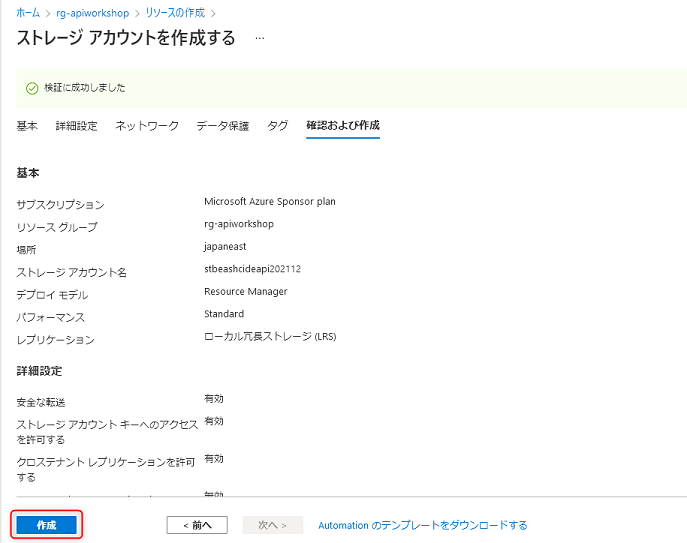 ホーム > rg-apiworkshop > リソースの作成 >
ストレージ アカウントを作成する ...
検証に成功しました
基本 詳細設定 ネットワーク データ保護 タグ 確認および作成
基本
サブスクリプション Microsoft Azure Sponsor plan
リソース グループ rg-apiworkshop
場所 japaneast
ストレージ アカウント名 stbeashcideapi202112
デプロイ モデル Resource Manager
パフォーマンス Standard
レプリケーション ローカル冗長ストレージ (LRS)
詳細設定
安全な転送 有効
ストレージ アカウント キーへのアクセス 有効
を許可する
クロステナント レプリケーションを許可 有効
する
無効
作成 < 前へ 次へ > Automation のテンプレートをダウンロードする